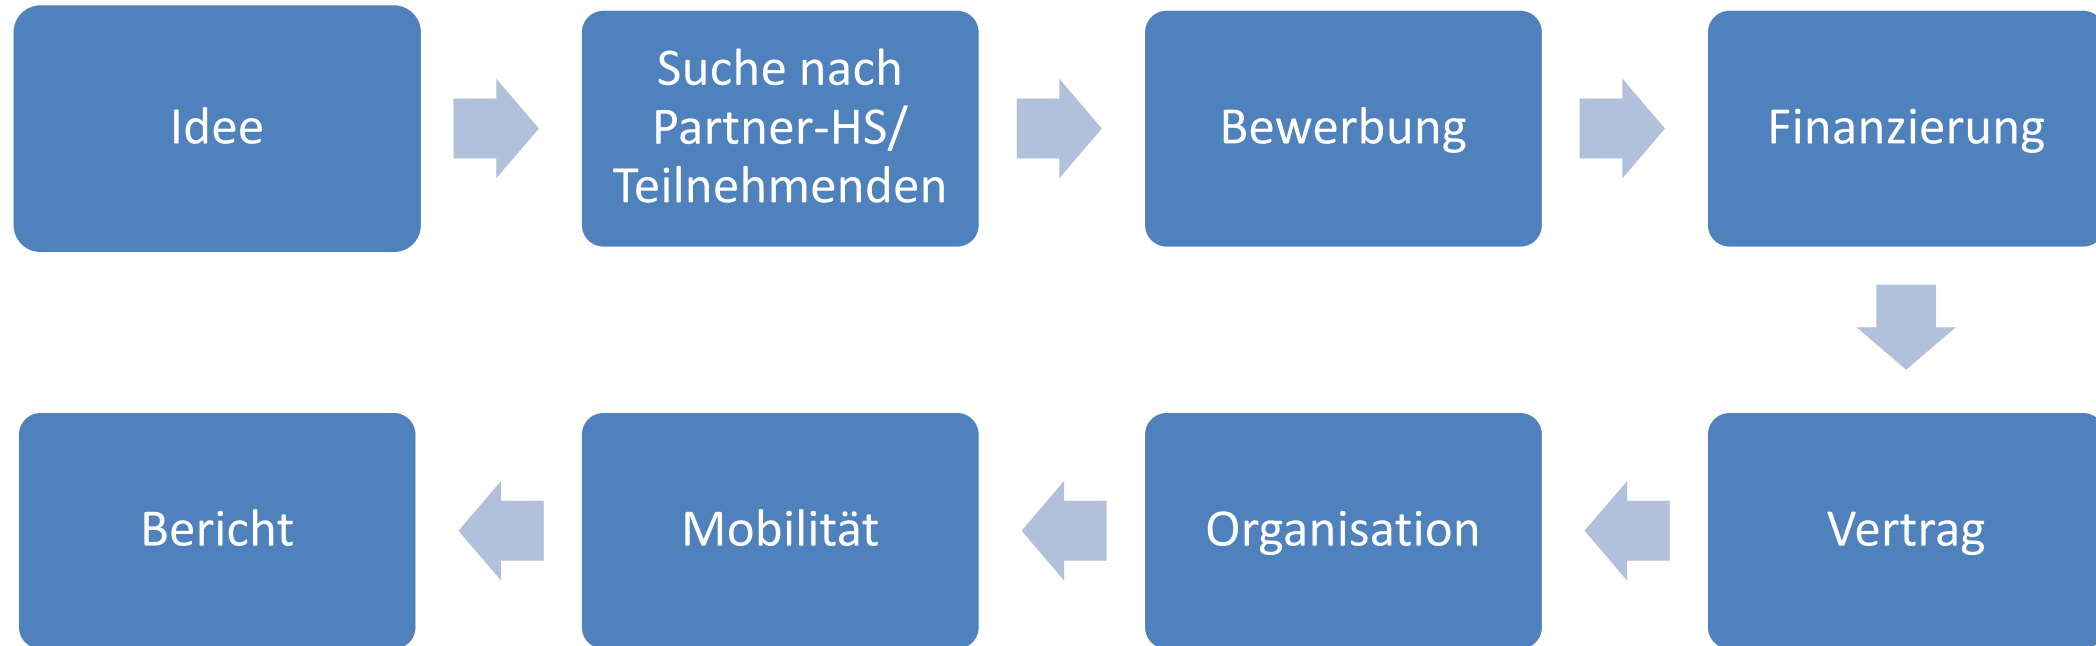 Idee
Suche nach
Partner-HS/
Teilnehmenden
Bewerbung
Finanzierung
Vertrag
Organisation
Mobilität
Bericht